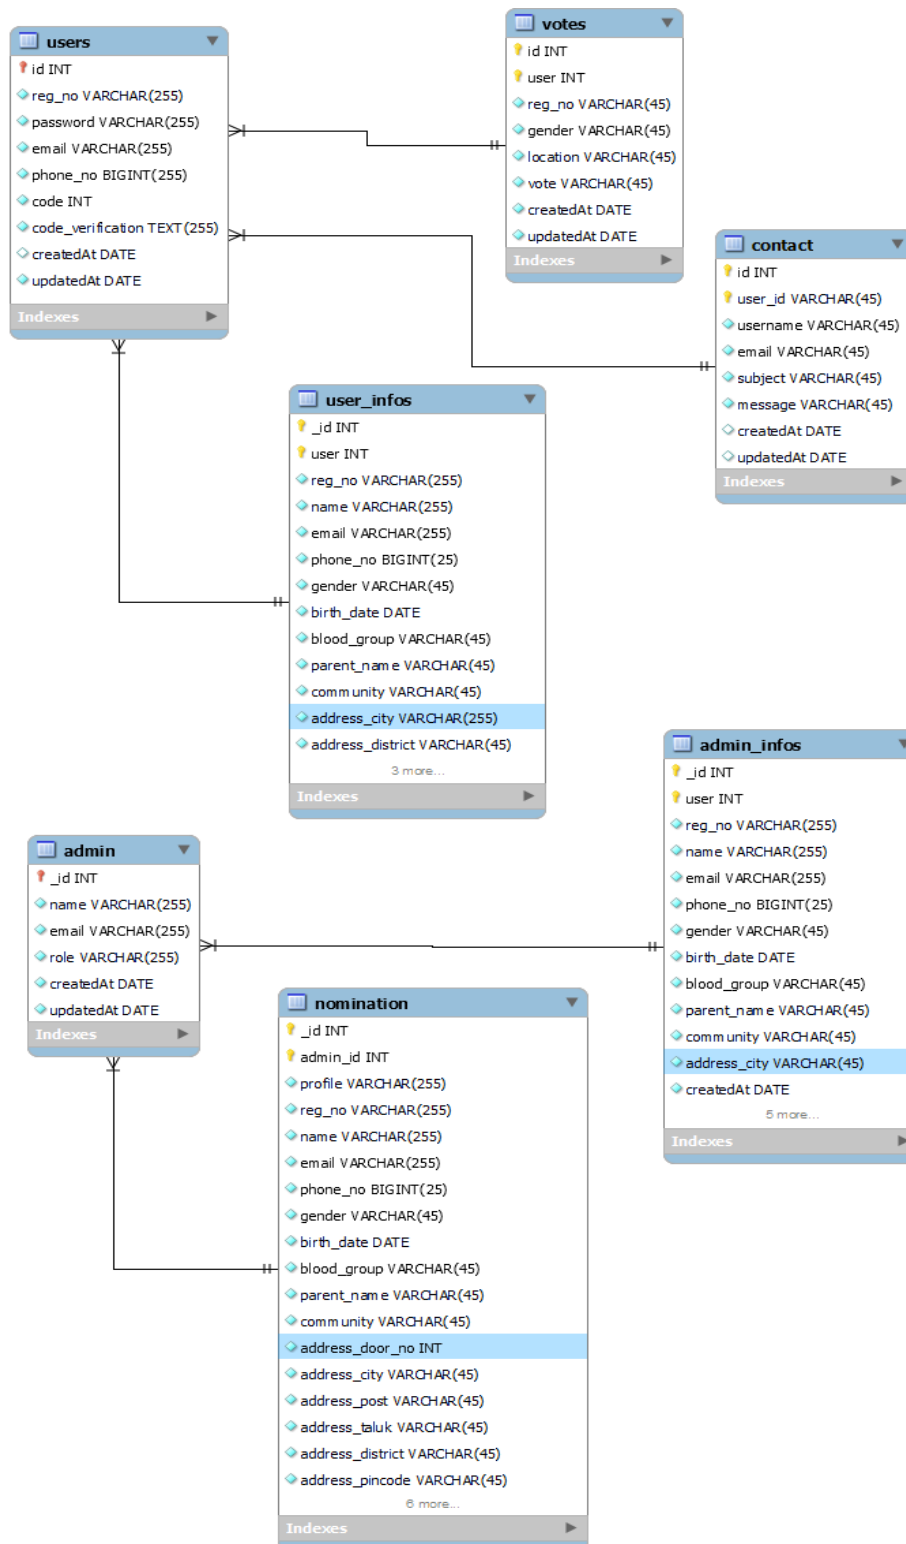 users
id INT
reg_no VARCHAR(255)
password VARCHAR(255)
email VARCHAR(255)
phone_no BIGINT(255)
code INT
code_verification TEXT(255)
createdAt DATE
updatedAt DATE
Indexes
votes
id INT
user INT
reg_no VARCHAR(45)
gender VARCHAR(45)
location VARCHAR(45)
vote VARCHAR(45)
createdAt DATE
updatedAt DATE
Indexes
contact
id INT
user_id VARCHAR(45)
username VARCHAR(45)
email VARCHAR(45)
subject VARCHAR(45)
message VARCHAR(45)
createdAt DATE
updatedAt DATE
Indexes
user_infos
_id INT
user INT
reg_no VARCHAR(255)
name VARCHAR(255)
email VARCHAR(255)
phone_no BIGINT(25)
gender VARCHAR(45)
birth_date DATE
blood_group VARCHAR(45)
parent_name VARCHAR(45)
community VARCHAR(45)
address_city VARCHAR(255)
address_district VARCHAR(45)
3 more...
Indexes
admin_infos
_id INT
user INT
reg_no VARCHAR(255)
name VARCHAR(255)
email VARCHAR(255)
phone_no BIGINT(25)
gender VARCHAR(45)
birth_date DATE
blood_group VARCHAR(45)
parent_name VARCHAR(45)
community VARCHAR(45)
address_city VARCHAR(45)
createdAt DATE
5 more...
Indexes
admin
_id INT
name VARCHAR(255)
email VARCHAR(255)
role VARCHAR(255)
createdAt DATE
updatedAt DATE
Indexes
nomination
_id INT
admin_id INT
profile VARCHAR(255)
reg_no VARCHAR(255)
name VARCHAR(255)
email VARCHAR(255)
phone_no BIGINT(25)
gender VARCHAR(45)
birth_date DATE
blood_group VARCHAR(45)
parent_name VARCHAR(45)
community VARCHAR(45)
address_door_no INT
address_city VARCHAR(45)
address_post VARCHAR(45)
address_taluk VARCHAR(45)
address_district VARCHAR(45)
address_pincode VARCHAR(45)
6 more...
Indexes